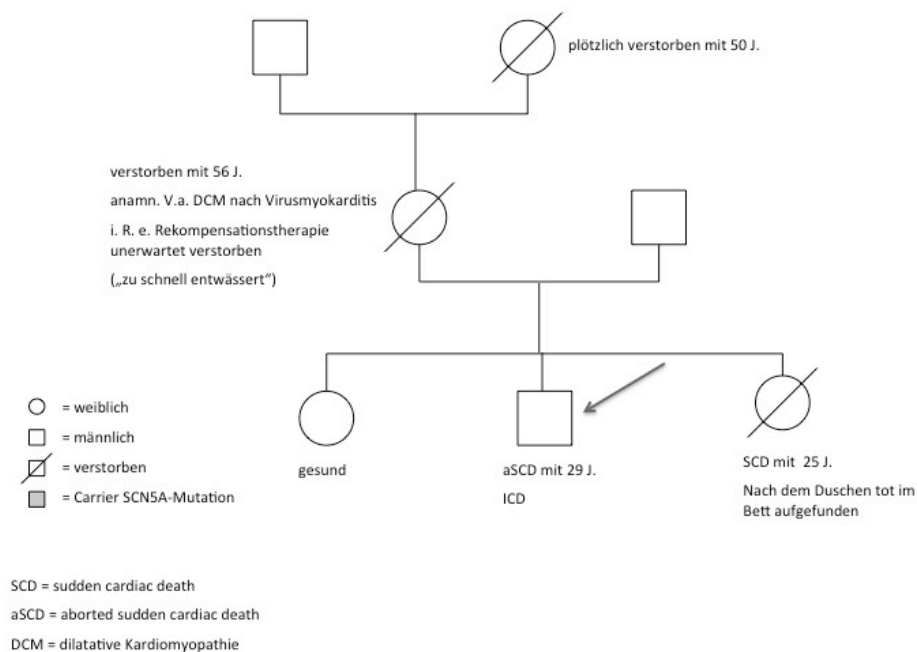 plötzlich verstorben mit 50 J.
verstorben mit 56 J.
anamn. V.a. DCM nach Virusmyokarditis
i. R. e. Rekompensationstherapie
unerwartet verstorben
(„zu schnell entwässert“)
gesund
aSCD mit 29 J.
ICD
SCD mit 25 J.
Nach dem Duschen tot im
Bett aufgefunden
= weiblich
= männlich
= verstorben
= Carrier SCN5A-Mutation
SCD = sudden cardiac death
aSCD = aborted sudden cardiac death
DCM = dilatative Kardiomyopathie